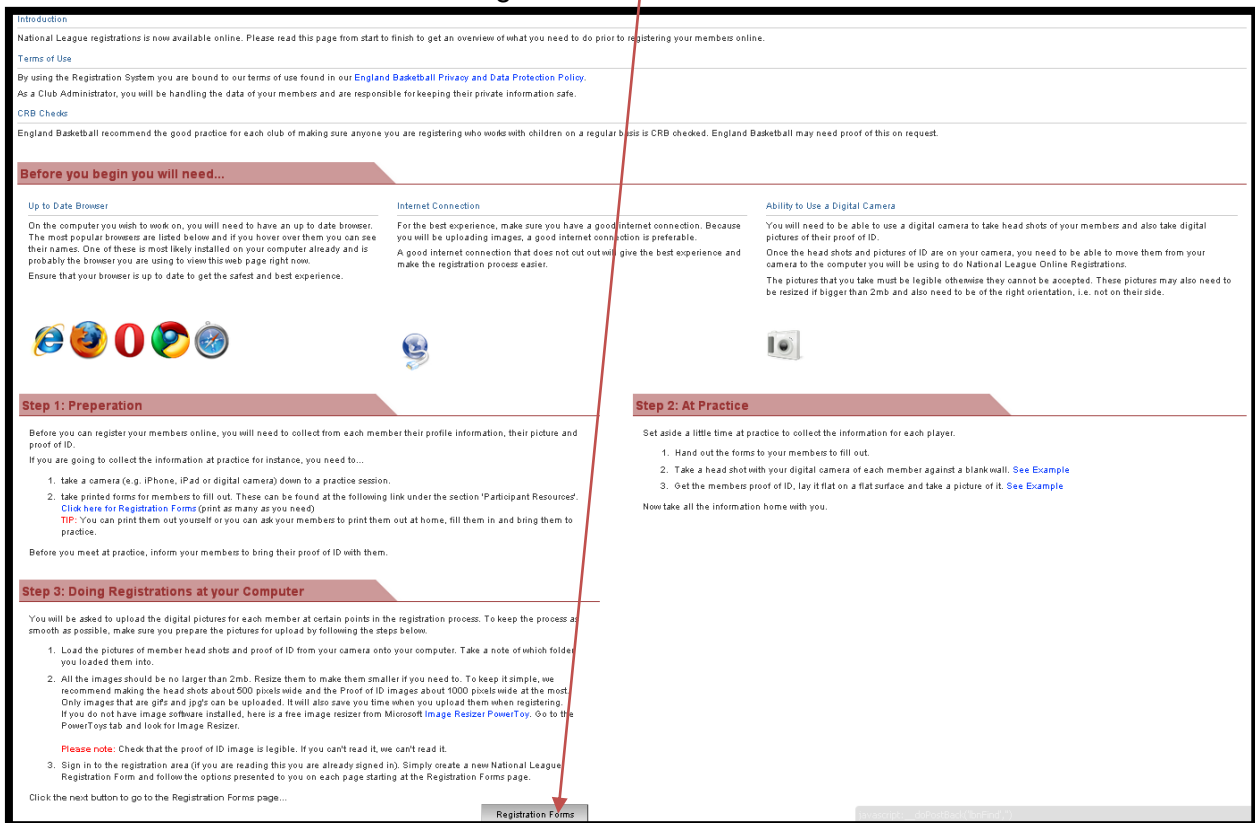 Introduction
National League registrations is now available online. Please read this page from start to finish to get an overview of what you need to do prior to registering your members online.
Terms of Use
By using the Registration System you are bound to our terms of use found in our England Basketball Privacy and Data Protection Policy.
As a Club Administrator, you will be handling the data of your members and are responsible for keeping their private information safe.
CRB Checks
England Basketball recommend the good practice for each club of making sure anyone you are registering who works with children on a regular basis is CRB checked. England Basketball may need proof of this on request.
Before you begin you will need...
Up to Date Browser
On the computer you wish to work on, you will need to have an up to date browser.
The most popular browsers are listed below and if you hover over them you can see
their names. One of these is most likely installed on your computer already and is
probably the browser you are using to view this web page right now.
Ensure that your browser is up to date to get the safest and best experience.
Internet Connection
For the best experience, make sure you have a good internet connection. Because
you will be uploading images, a good internet connection is preferable.
A good internet connection that does not cut out will give the best experience and
make the registration process easier.
Ability to Use a Digital Camera
You will need to be able to use a digital camera to take head shots of your members and also take digital
pictures of their proof of ID.
Once the head shots and pictures of ID are on your camera, you need to be able to move them from your
camera to the computer you will be using to do National League Online Registrations.
The pictures that you take must be legible otherwise they cannot be accepted. These pictures may also need to
be resized if bigger than 2mb and also need to be of the right orientation, i.e. not on their side.
Step 1: Preperation
Before you can register your members online, you will need to collect from each member their profile information, their picture and
proof of ID.
If you are going to collect the information at practice for instance, you need to...
1. take a camera (e.g. iPhone, iPad or digital camera) down to a practice session.
2. take printed forms for members to fill out. These can be found at the following link under the section 'Participant Resources'.
Click here for Registration Forms (print as many as you need)
TIP: You can print them out yourself or you can ask your members to print them out at home, fill them in and bring them to
practice.
Before you meet at practice, inform your members to bring their proof of ID with them.
Step 2: At Practice
Set aside a little time at practice to collect the information for each player.
1. Hand out the forms to your members to fill out.
2. Take a head shot with your digital camera of each member against a blank wall. See Example
3. Get the members proof of ID, lay it flat on a flat surface and take a picture of it. See Example
Now take all the information home with you.
Step 3: Doing Registrations at your Computer
You will be asked to upload the digital pictures for each member at certain points in the registration process. To keep the process as
smooth as possible, make sure you prepare the pictures for upload by following the steps below.
1. Load the pictures of member head shots and proof of ID from your camera onto your computer. Take a note of which folder
you loaded them into.
2. All the images should be no larger than 2mb. Resize them to make them smaller if you need to. To keep it simple, we
recommend making the head shots about 500 pixels wide and the Proof of ID images about 1000 pixels wide at the most.
Only images that are gif's and jpg's can be uploaded. It will also save you time when you upload them when registering.
If you do not have image software installed, here is a free image resizer from Microsoft Image Resizer PowerToy. Go to the
PowerToys tab and look for Image Resizer.
Please note: Check that the proof of ID image is legible. If you can't read it, we can't read it.
3. Sign in to the registration area (if you are reading this you are already signed in). Simply create a new National League
Registration Form and follow the options presented to you on each page starting at the Registration Forms page.
Click the next button to go to the Registration Forms page...
Registration Forms